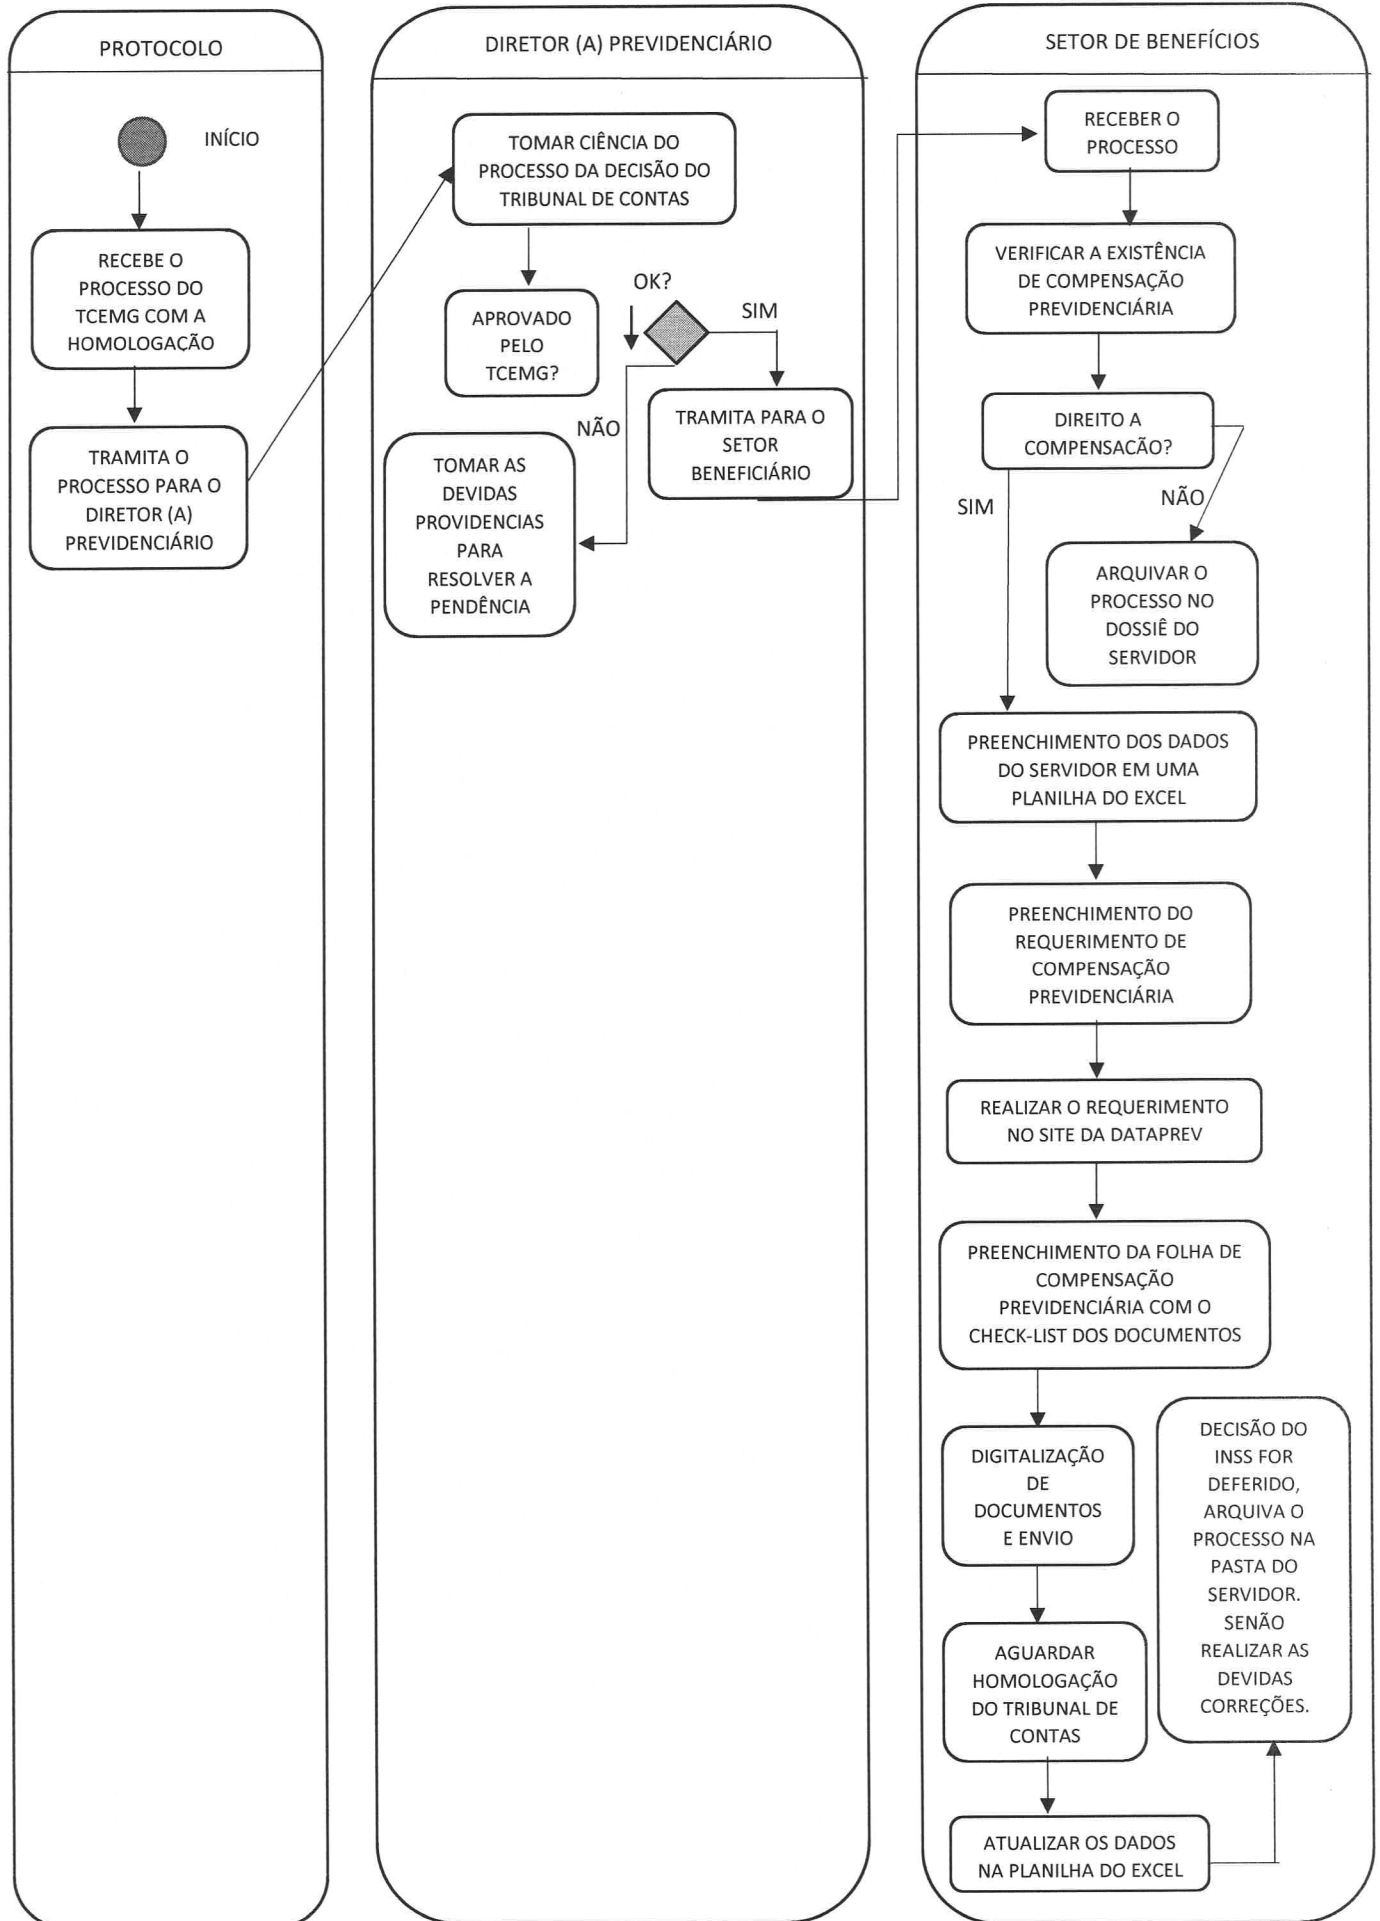 PROTOCOLO
INÍCIO
RECEBE O
PROCESSO DO
TCEMG COM A
HOMOLOGAÇÃO
TRAMITA O
PROCESSO PARA O
DIRETOR (A)
PREVIDENCIÁRIO
DIRETOR (A) PREVIDENCIÁRIO
TOMAR CIÊNCIA DO
PROCESSO DA DECISÃO DO
TRIBUNAL DE CONTAS
APROVADO
PELO
TCEMG?
OK?
SIM
NÃO
TRAMITA PARA O
SETOR
BENEFICIÁRIO
TOMAR AS
DEVIDAS
PROVIDENCIAS
PARA
RESOLVER A
PENDÊNCIA
SETOR DE BENEFÍCIOS
RECEBER O
PROCESSO
VERIFICAR A EXISTÊNCIA
DE COMPENSAÇÃO
PREVIDENCIÁRIA
DIREITO A
COMPENSACÃO?
SIM
NÃO
ARQUIVAR O
PROCESSO NO
DOSSIÊ DO
SERVIDOR
PREENCHIMENTO DOS DADOS
DO SERVIDOR EM UMA
PLANILHA DO EXCEL
PREENCHIMENTO DO
REQUERIMENTO DE
COMPENSAÇÃO
PREVIDENCIÁRIA
REALIZAR O REQUERIMENTO
NO SITE DA DATAPREV
PREENCHIMENTO DA FOLHA DE
COMPENSAÇÃO
PREVIDENCIÁRIA COM O
CHECK-LIST DOS DOCUMENTOS
DIGITALIZAÇÃO
DE
DOCUMENTOS
E ENVIO
AGUARDAR
HOMOLOGAÇÃO
DO TRIBUNAL DE
CONTAS
ATUALIZAR OS DADOS
NA PLANILHA DO EXCEL
DECISÃO DO
INSS FOR
DEFERIDO,
ARQUIVA O
PROCESSO NA
PASTA DO
SERVIDOR.
SENÃO
REALIZAR AS
DEVIDAS
CORREÇÕES.